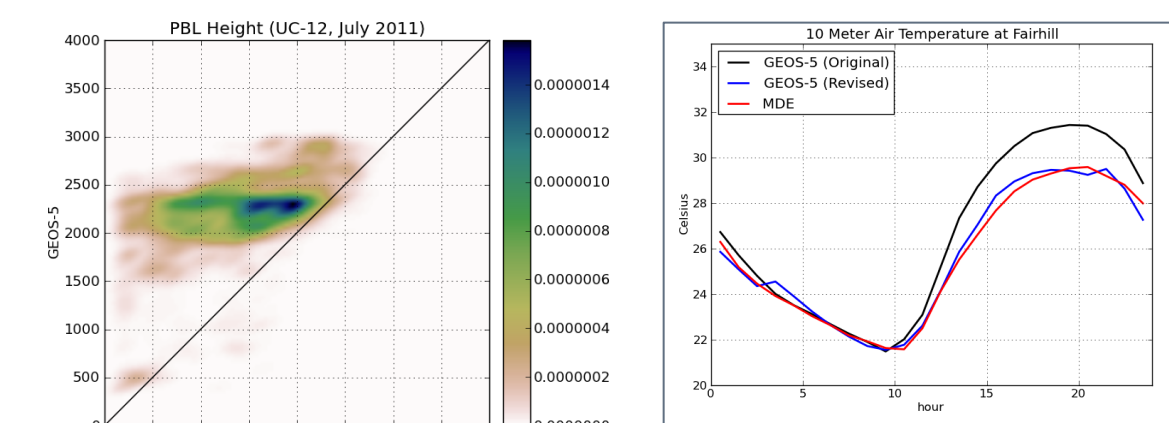 PBL Height (UC-12, July 2011)
4000
3500
3000
2500
2000
1500
1000
500
GEOS-5
0.0000014
0.0000012
0.0000010
0.0000008
0.0000006
0.0000004
0.0000002
10 Meter Air Temperature at Fairhill
GEOS-5 (Original)
GEOS-5 (Revised)
MDE
34
32
30
28
26
24
22
20
Celsius
0 5 10 15 20
hour